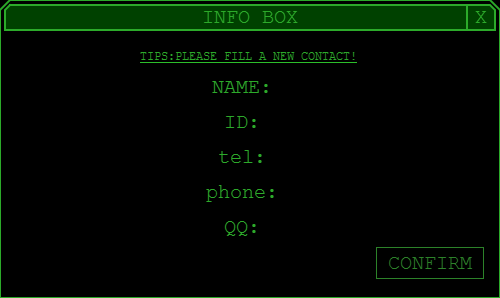 INFO BOX X
TIPS:PLEASE FILL A NEW CONTACT!
NAME:
ID:
tel:
phone:
QQ:
CONFIRM